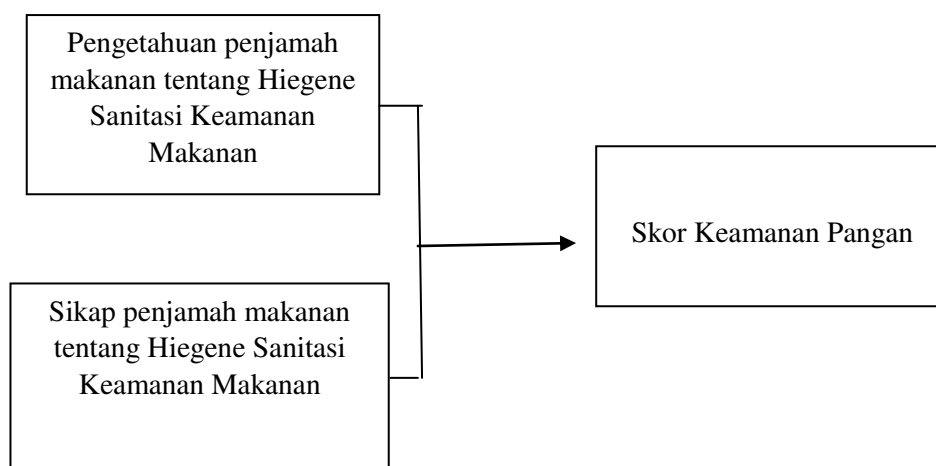 Pengetahuan penjamah
makanan tentang Hiegene
Sanitasi Keamanan
Makanan
Skor Keamanan Pangan
Sikap penjamah makanan
tentang Hiegene Sanitasi
Keamanan Makanan